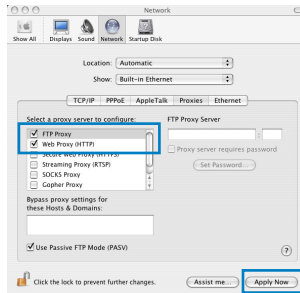 Network
Show All Displays Sound Network Startup Disk
Location: Automatic
Show: Built-in Ethernet
TCP/IP PPPoE AppleTalk Proxies Ethernet
Select a proxy server to configure:
FTP Proxy Server
FTP Proxy
Web Proxy (HTTP)
:
Secure Web Proxy (HTTPS)
Proxy server requires password
Streaming Proxy (RTSP)
Set Password...
SOCKS Proxy
Gopher Proxy
Bypass proxy settings for
these Hosts & Domains:
Use Passive FTP Mode (PASV)
?
Click the lock to prevent further changes.
Assist me...
Apply Now